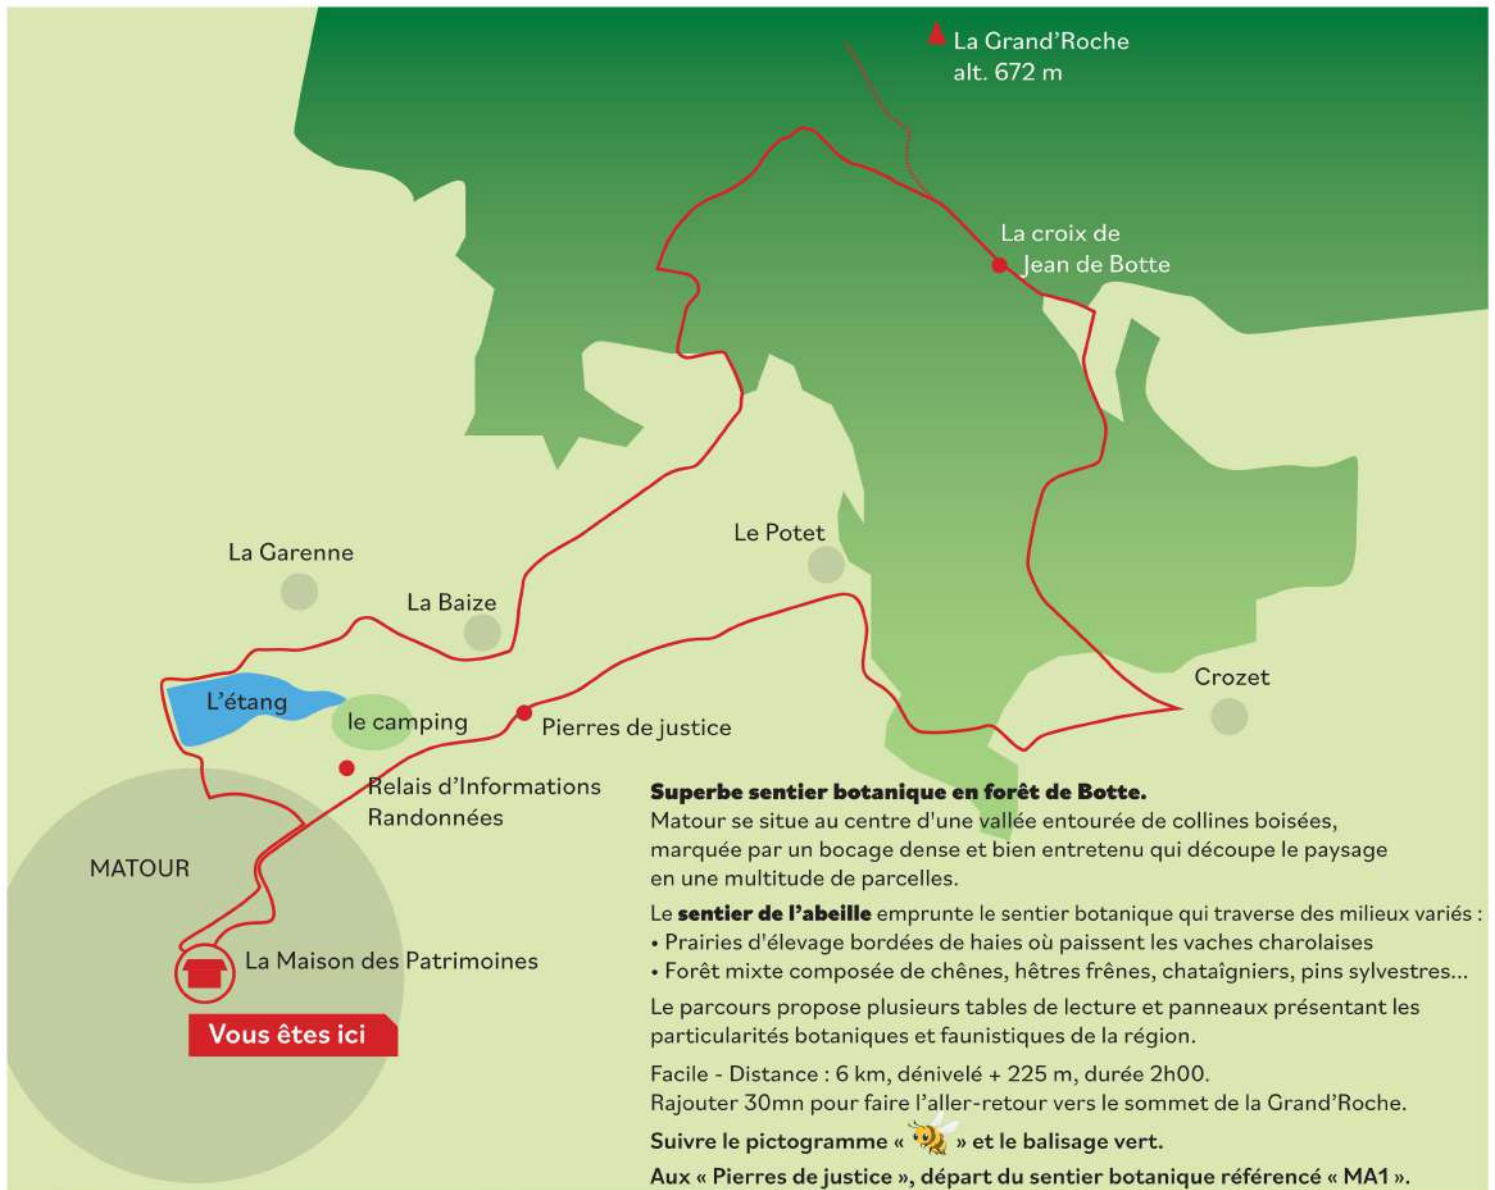 La Grand'Roche
alt. 672 m
La croix de
Jean de Botte
La Garenne
Le Potet
La Baize
Crozet
L'étang
le camping
Pierres de justice
Relais d'Informations
Randonnées
MATOUR
La Maison des Patrimoines
Vous êtes ici
Superbe sentier botanique en forêt de Botte.
Matour se situe au centre d'une vallée entourée de collines boisées,
marquée par un bocage dense et bien entretenu qui découpe le paysage
en une multitude de parcelles.
Le sentier de l'abeille emprunte le sentier botanique qui traverse des milieux variés :
• Prairies d'élevage bordées de haies où paissent les vaches charolaises
• Forêt mixte composée de chênes, hêtres frênes, chataîgniers, pins sylvestres...
Le parcours propose plusieurs tables de lecture et panneaux présentant les
particularités botaniques et faunistiques de la région.
Facile - Distance : 6 km, dénivelé + 225 m, durée 2h00.
Rajouter 30mn pour faire l'aller-retour vers le sommet de la Grand'Roche.
Suivre le pictogramme « » et le balisage vert.
Aux « Pierres de justice », départ du sentier botanique référencé « MA1 ».